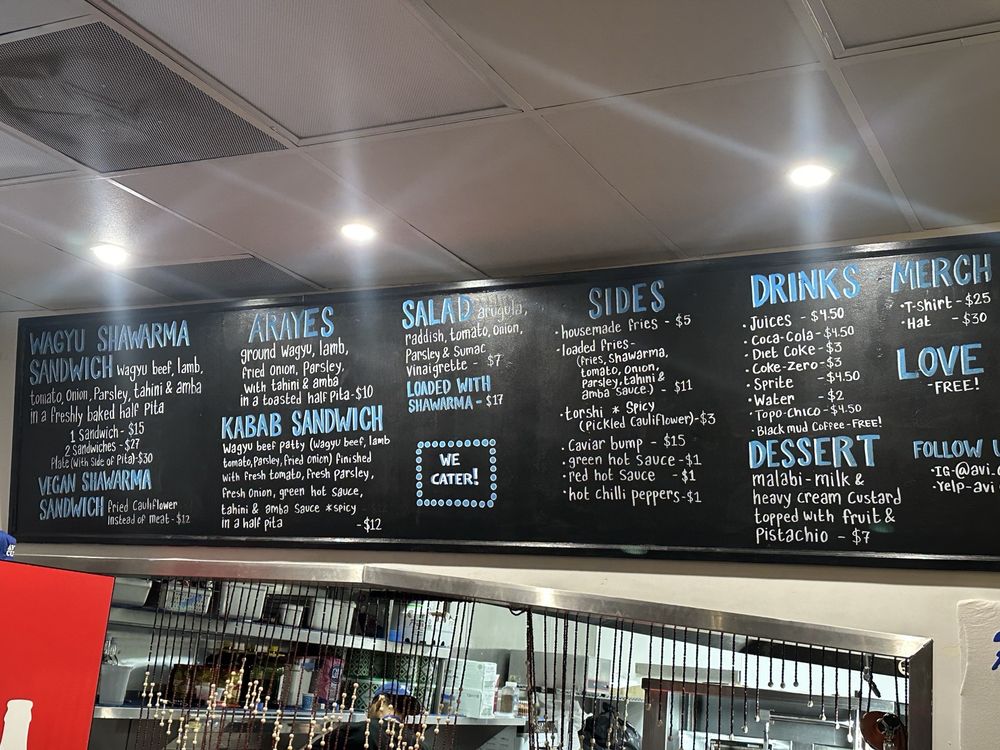 WAGYU SHAWARMA
SANDWICH wagyu beef, lamb,
tomato, Onion, Parsley, tahini & amba
in a freshly baked half Pita
1 Sandwich - $15
2 Sandwiches - $27
Plate (With Side of Pita)-$30
VEGAN SHAWARMA
SANDWICH fried Cauliflower
instead of meat - $12
ARAYES
ground wagyu, lamb,
fried onion, Parsley,
with tahini & amba
in a toasted half Pita-$10
KABAB SANDWICH
Wagyu beef patty (Wagyu beef, lamb
tomato, Parsley, fried onion) finished
with fresh tomato, fresh parsley,
fresh Onion, green hot sauce,
tahini & amba Sauce *spicy
in a half pita -$12
SALAD arugula,
raddish, tomato, onion,
Parsley & Sumac
vinaigrette - $7
LOADED WITH
SHAWARMA - $17
WE
CATER!
SIDES
• housemade fries - $5
• loaded fries -
(fries, Shawarma,
tomato, onion,
Parsley, tahini &
amba sauce) - $11
• torshi * Spicy
(pickled Cauliflower)-$3
• Caviar bump - $15
• green hot Sauce -$1
• red hot Sauce - $1
• hot chilli peppers-$1
DRINKS
• Juices - $4.50
• Coca-Cola-$4.50
• Diet Coke-$3
• Coke-Zero-$3
• Sprite -$4.50
• Water - $2
• Topo-Chico-$4.50
• Black mud Coffee-FREE!
DESSERT
malabi - milk &
heavy cream custard
topped with fruit &
Pistachio - $7
MERCH
• T-Shirt - $25
• Hat - $30
LOVE
-FREE!
FOLLOW
• IG-@avi.
• Yelp-avi